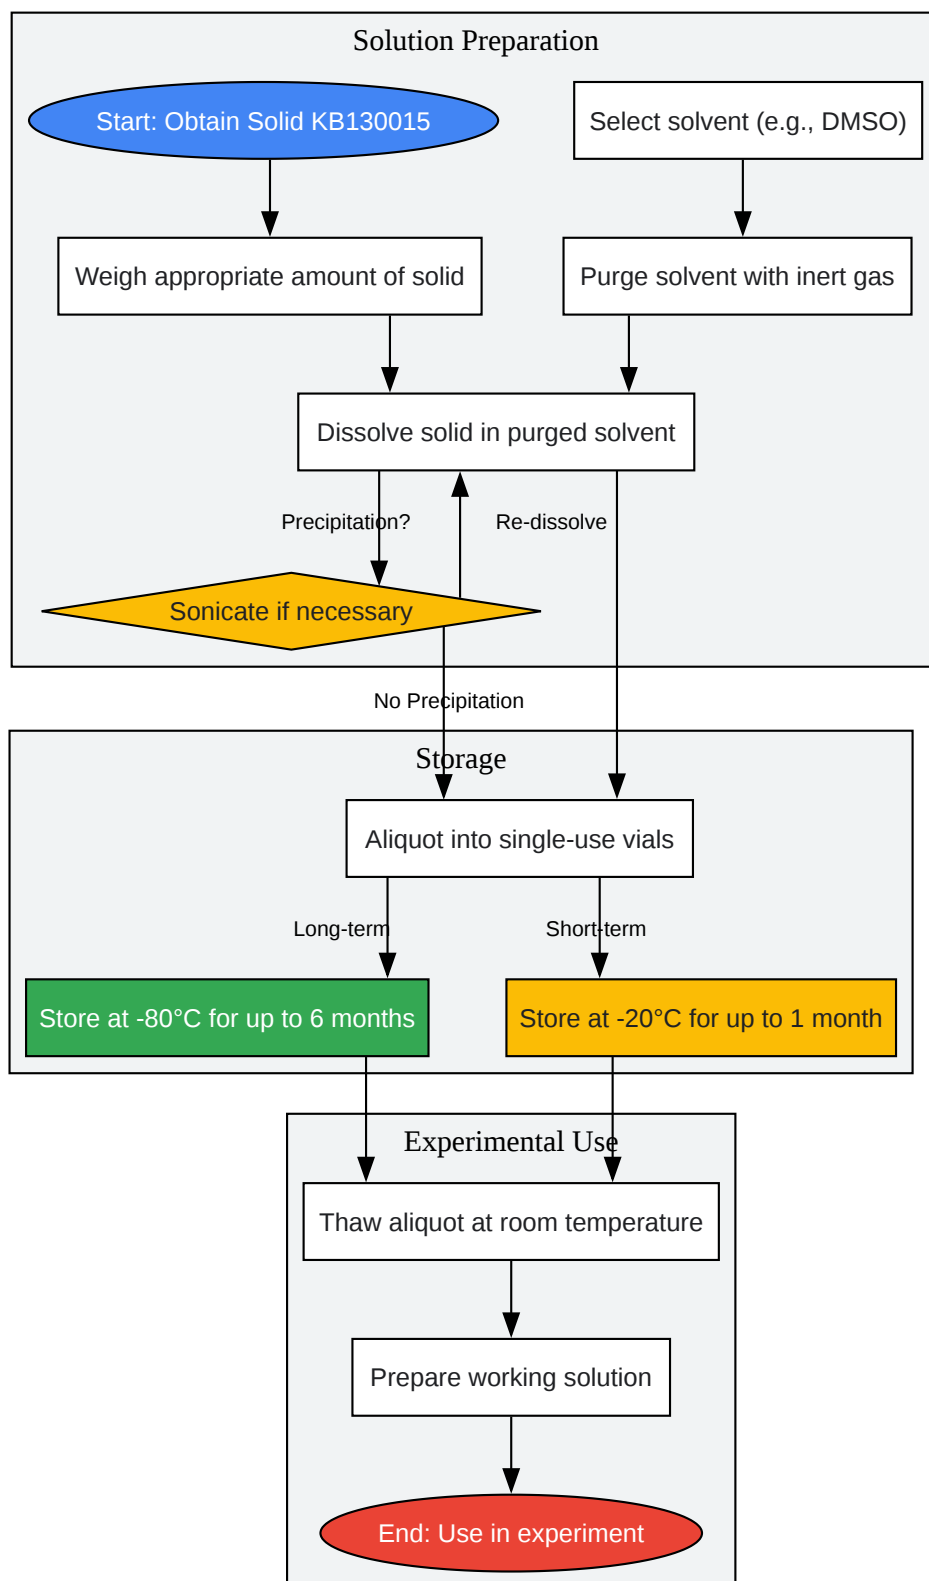 Solution Preparation
Start: Obtain Solid KB130015
Select solvent (e.g., DMSO)
Weigh appropriate amount of solid
Purge solvent with inert gas
Dissolve solid in purged solvent
Precipitation?
Re-dissolve
Sonicate if necessary
No Precipitation
Storage
Aliquot into single-use vials
Long-term
Short-term
Store at -80°C for up to 6 months
Store at -20°C for up to 1 month
Experimental Use
Thaw aliquot at room temperature
Prepare working solution
End: Use in experiment